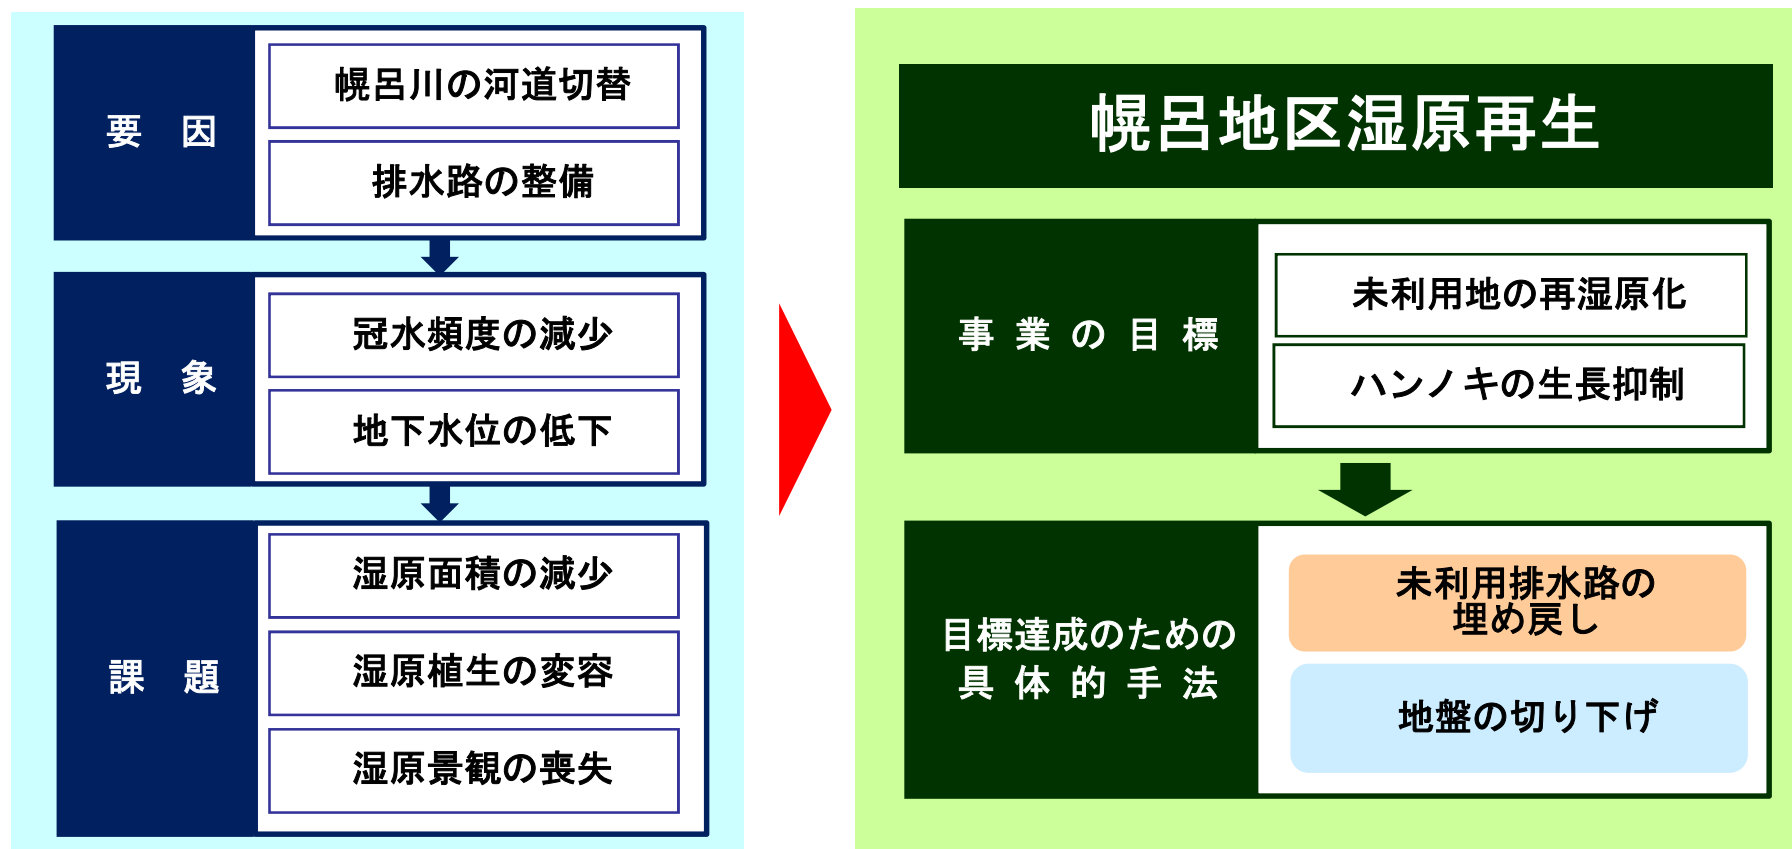 要因
幌呂川の河道切替
排水路の整備
現象
冠水頻度の減少
地下水位の低下
課題
湿原面積の減少
湿原植生の変容
湿原景観の喪失
幌呂地区湿原再生
事業の目標
未利用地の再湿原化
ハンノキの生長抑制
目標達成のための
具体的手法
未利用排水路の
埋め戻し
地盤の切り下げ